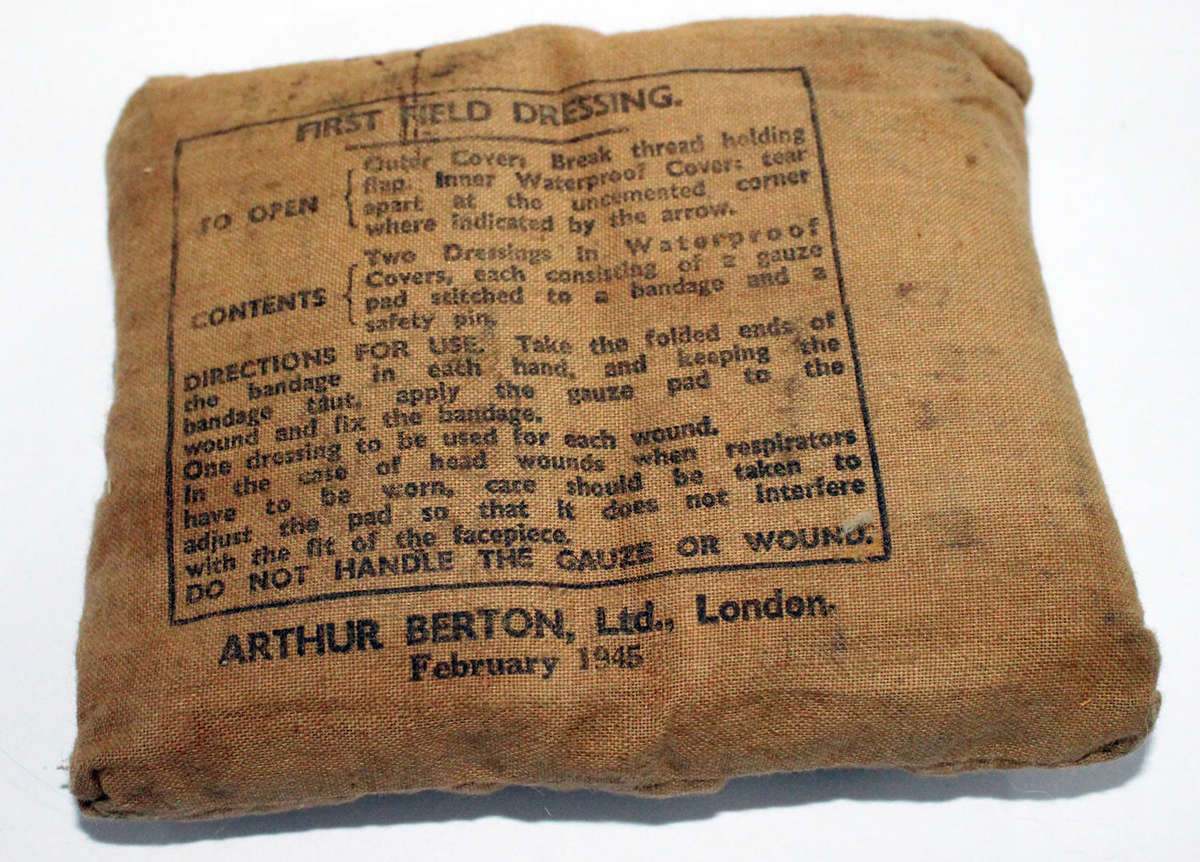 FIRST FIELD DRESSING.
TO OPEN { Outer Cover: Break thread holding
flap. Inner Waterproof Cover: tear
apart at the uncemented corner
where indicated by the arrow.
CONTENTS { Two Dressings in Waterproof
Covers, each consisting of a gauze
pad stitched to a bandage and a
safety pin.
DIRECTIONS FOR USE. Take the folded ends of
the bandage in each hand, and keeping the
bandage taut, apply the gauze pad to the
wound and fix the bandage.
One dressing to be used for each wound.
In the case of head wounds when respirators
have to be worn, care should be taken to
adjust the pad so that it does not interfere
with the fit of the facepiece.
DO NOT HANDLE THE GAUZE OR WOUND.
ARTHUR BERTON, Ltd., London.
February 1945